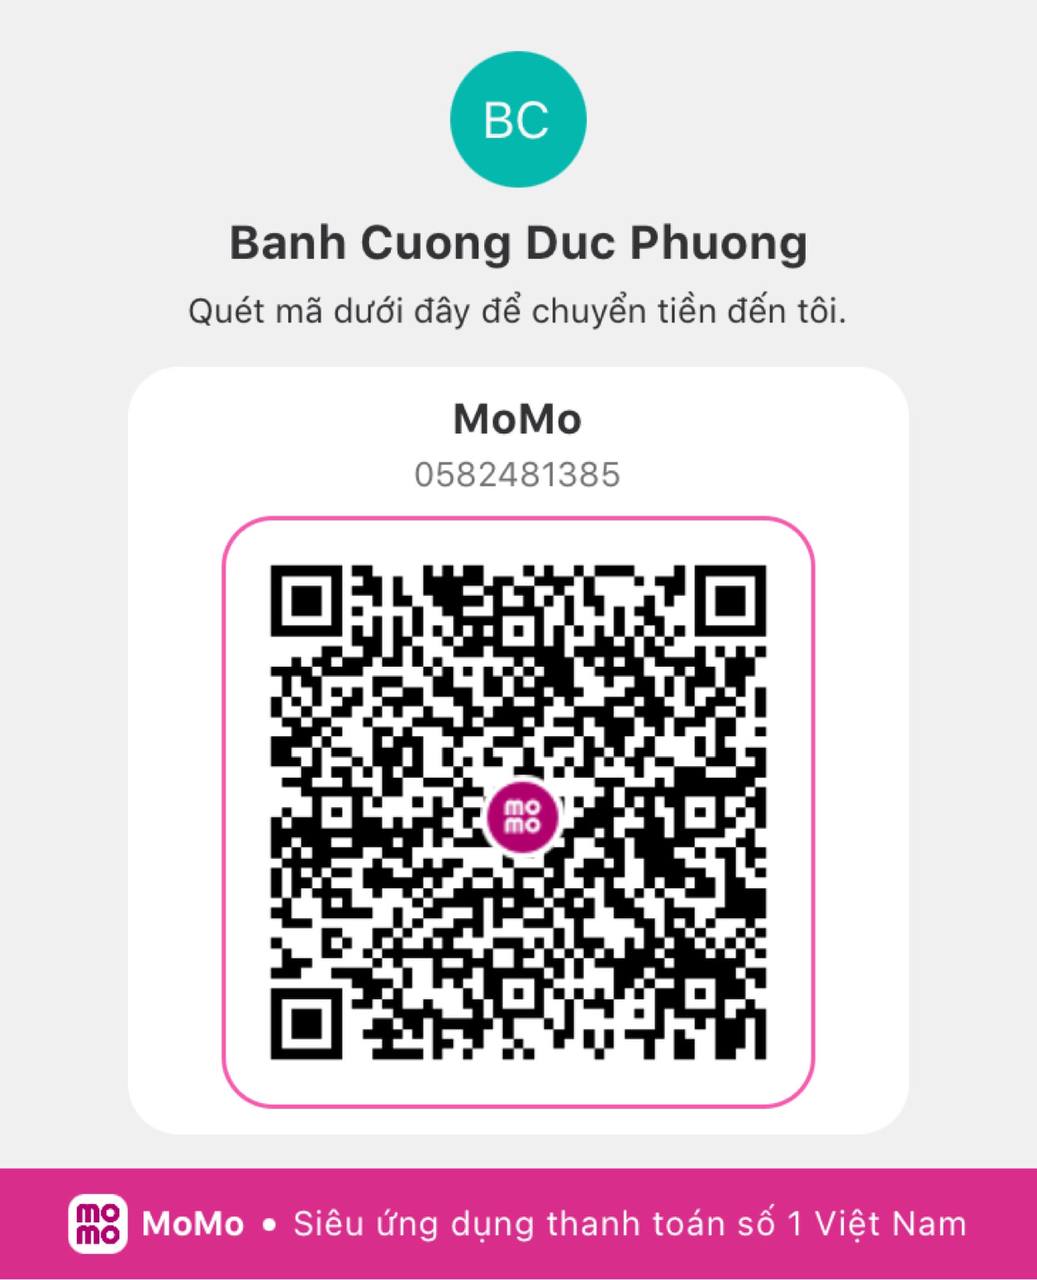 BC
Banh Cuong Duc Phuong
Quét mã dưới đây để chuyển tiền đến tôi.
MoMo
0582481385
mo
mo
mo
mo
MoMo • Siêu ứng dụng thanh toán số 1 Việt Nam